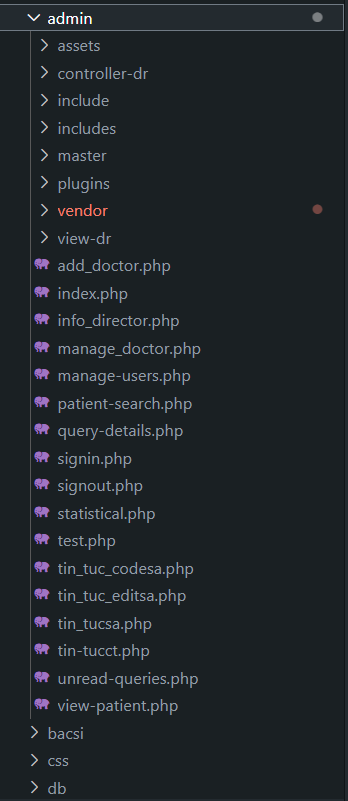 admin
assets
controller-dr
include
includes
master
plugins
vendor
view-dr
add_doctor.php
index.php
info_director.php
manage_doctor.php
manage-users.php
patient-search.php
query-details.php
signin.php
signout.php
statistical.php
test.php
tin_tuc_codesa.php
tin_tuc_editsa.php
tin_tucsa.php
tin-tucct.php
unread-queries.php
view-patient.php
bacsi
css
db